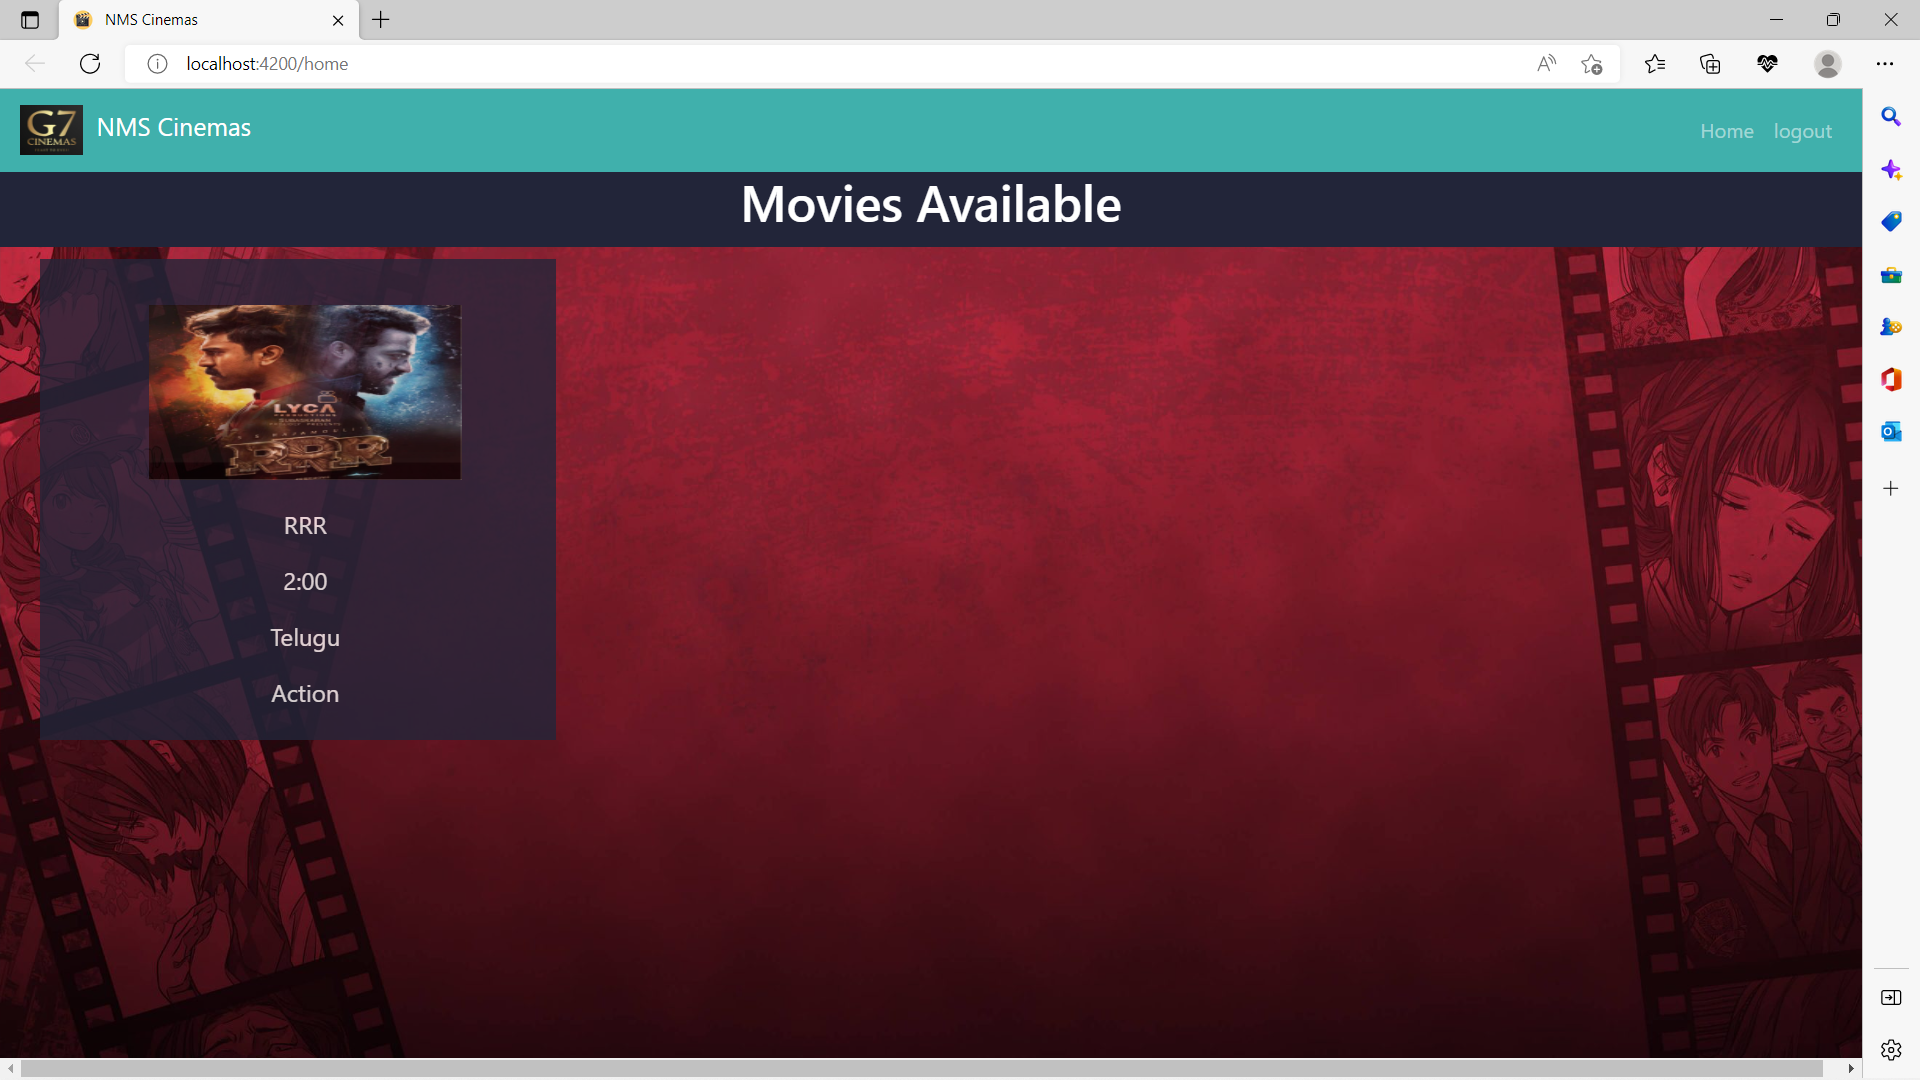 NMS Cinemas
localhost:4200/home
G7
CINEMAS
NMS Cinemas
Home logout
Movies Available
LYCA
PRODUCTIONS
RRR
RRR
2:00
Telugu
Action